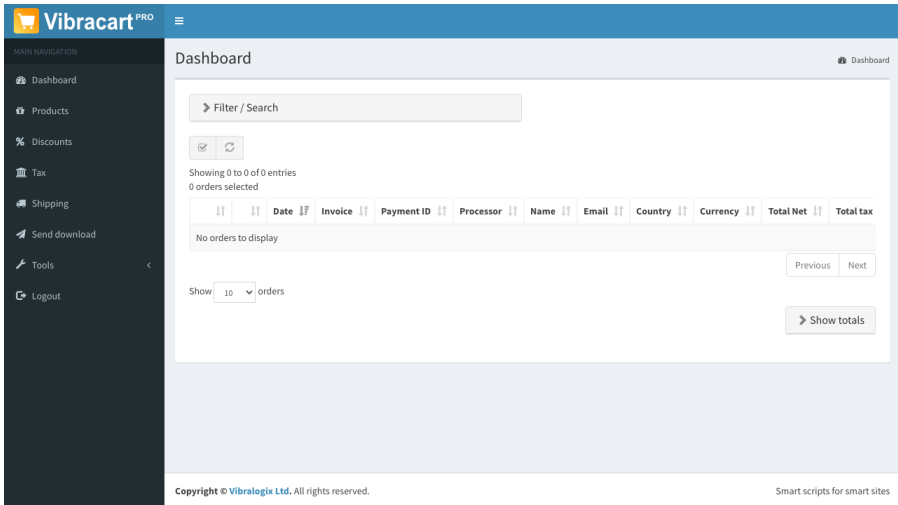 Vibracart PRO
MAIN NAVIGATION
Dashboard
Products
Discounts
Tax
Shipping
Send download
Tools
Logout
Dashboard
Dashboard
Filter / Search
Showing 0 to 0 of 0 entries
0 orders selected
Date Invoice Payment ID Processor Name Email Country Currency Total Net Total tax
No orders to display
Previous Next
Show 10 orders
Show totals
Copyright © Vibralogix Ltd. All rights reserved.
Smart scripts for smart sites